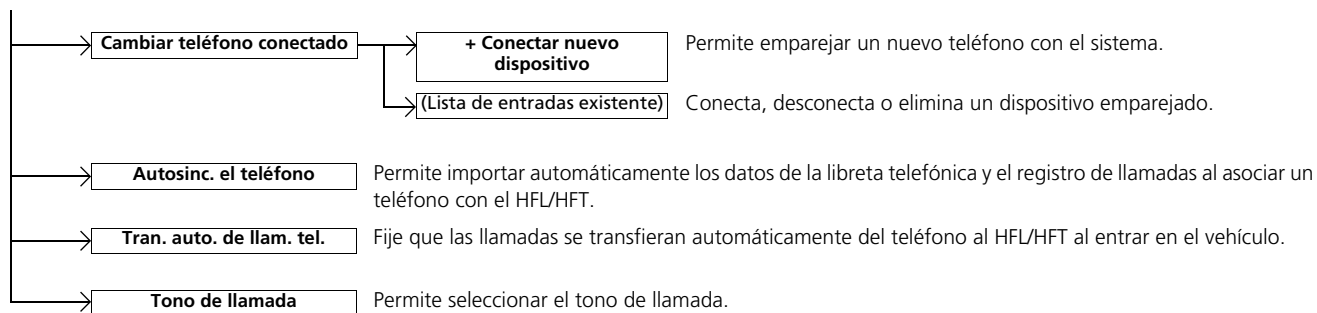 Cambiar teléfono conectado
+ Conectar nuevo
dispositivo
Permite emparejar un nuevo teléfono con el sistema.
(Lista de entradas existente)
Conecta, desconecta o elimina un dispositivo emparejado.
Autosinc. el teléfono
Permite importar automáticamente los datos de la libreta telefónica y el registro de llamadas al asociar un
teléfono con el HFL/HFT.
Tran. auto. de llam. tel.
Fije que las llamadas se transfieran automáticamente del teléfono al HFL/HFT al entrar en el vehículo.
Tono de llamada
Permite seleccionar el tono de llamada.